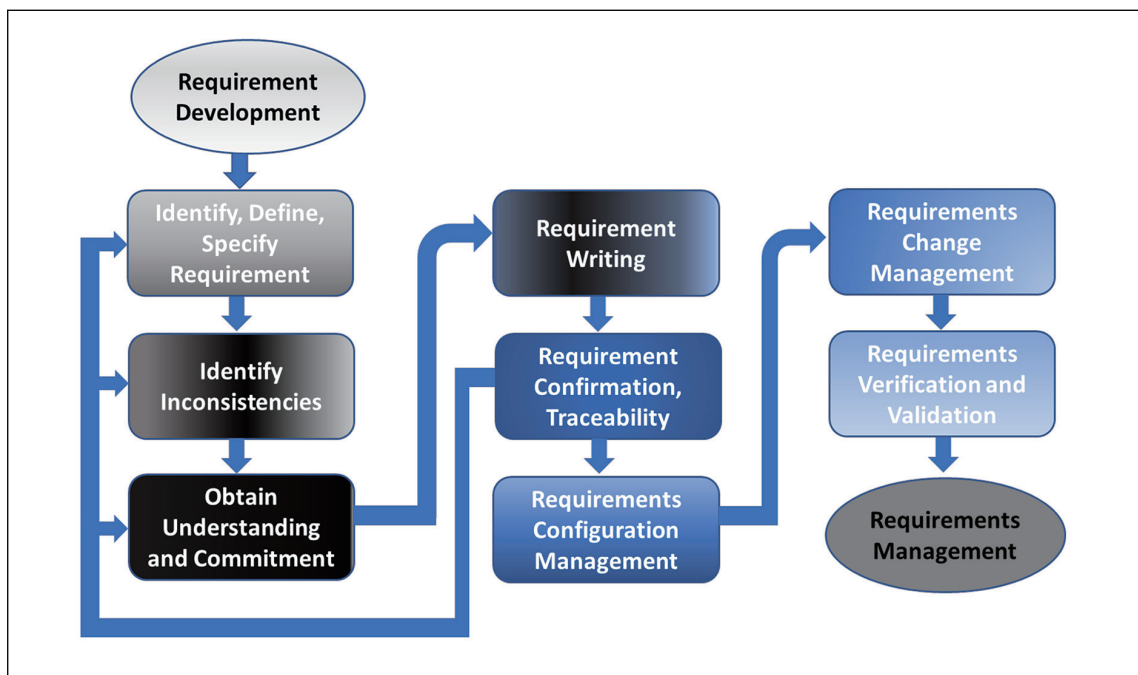 Requirement
Development
Identify, Define,
Specify
Requirement
Identify
Inconsistencies
Obtain
Understanding
and Commitment
Requirement
Writing
Requirement
Confirmation,
Traceability
Requirements
Configuration
Management
Requirements
Change
Management
Requirements
Verification and
Validation
Requirements
Management